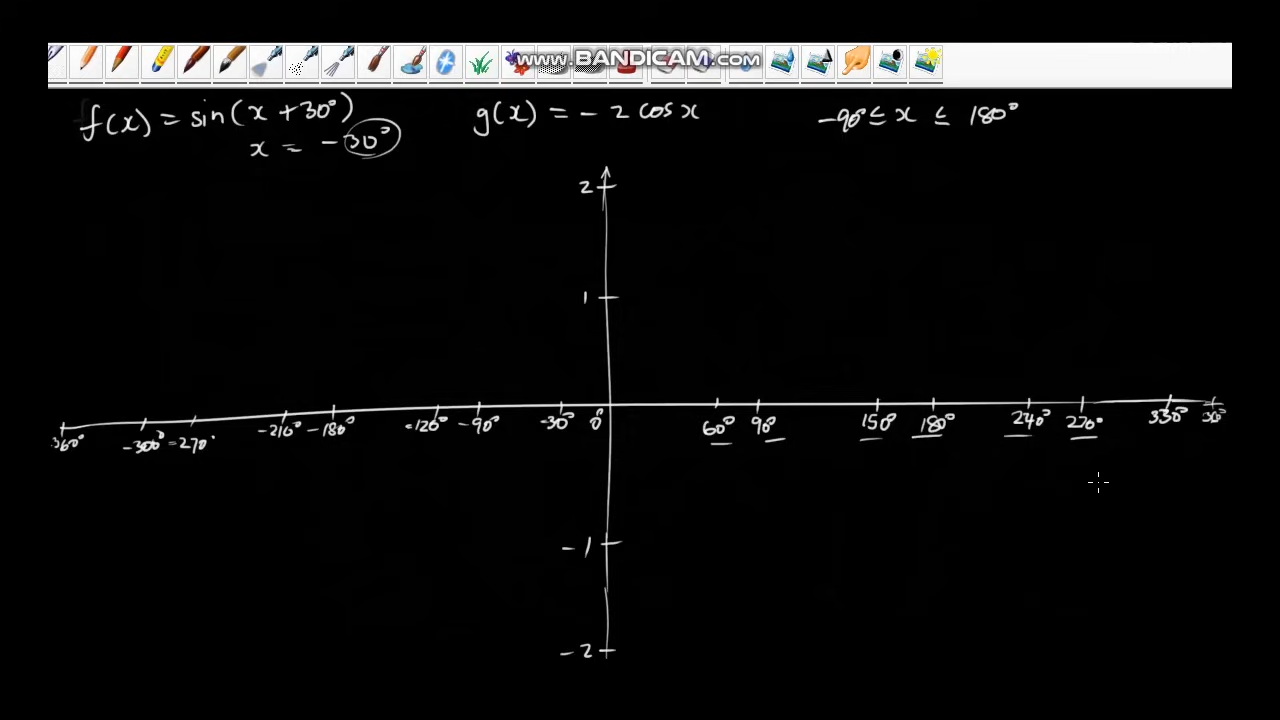 www.BANDICAM.com
f(x) = sin(x + 30°) g(x) = - 2 cos x -90° ≤ x ≤ 180°
x = -30°
2
1
-360° -300° -270° -210° -180° -120° -90° -30° 0° 60° 90° 150° 180° 240° 270° 330°
-1
-2